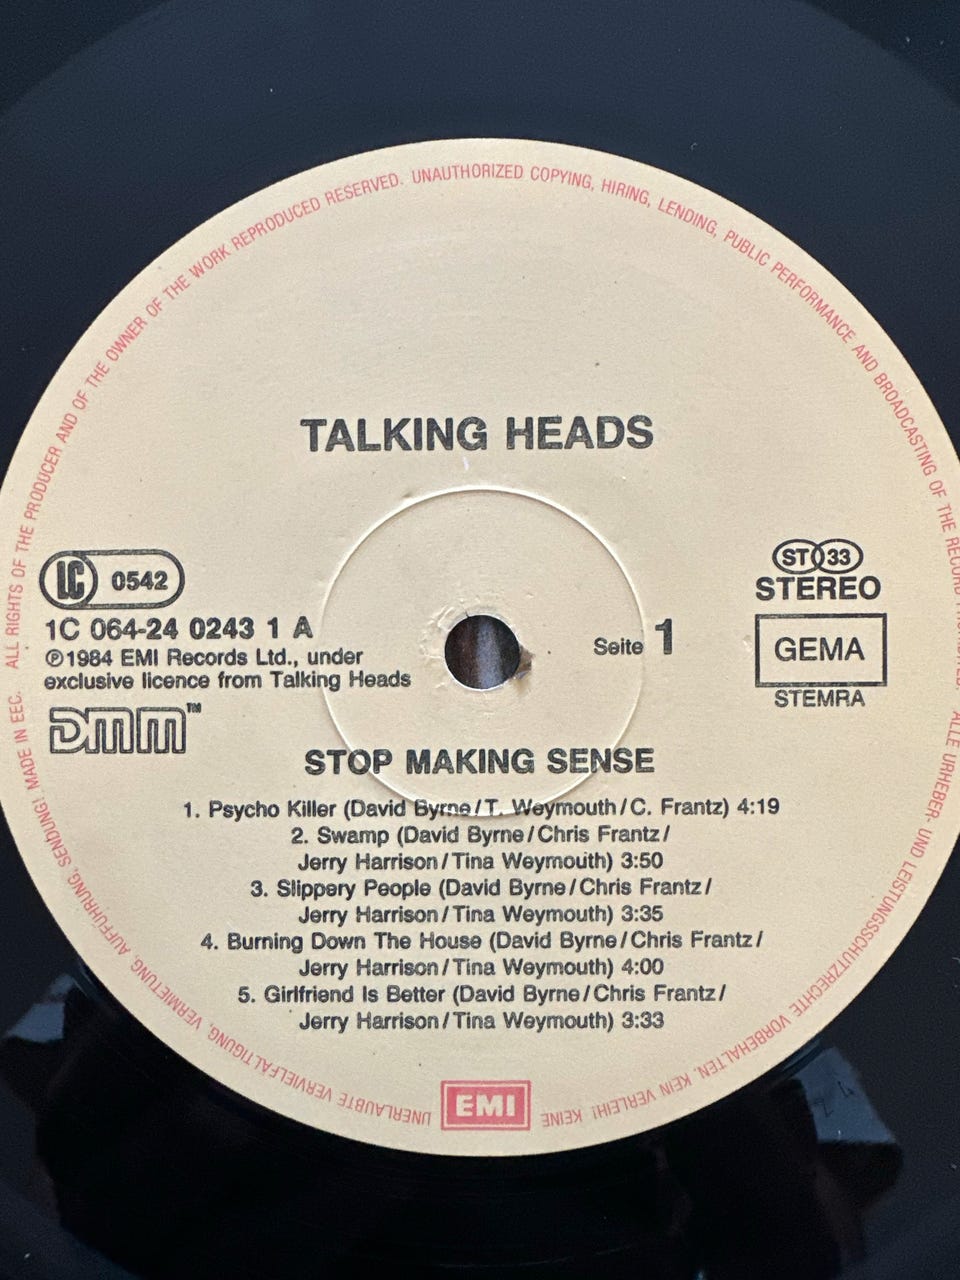 ALL RIGHTS OF THE PRODUCER AND OF THE OWNER OF THE WORK REPRODUCED RESERVED. UNAUTHORIZED COPYING, HIRING, LENDING, PUBLIC PERFORMANCE AND BROADCASTING OF THE RECORD
TALKING HEADS
LC 0542
1C 064-24 0243 1 A
℗1984 EMI Records Ltd., under
exclusive licence from Talking Heads
DMM™
Seite 1
ST 33
STEREO
GEMA
STEMRA
STOP MAKING SENSE
1. Psycho Killer (David Byrne/T. Weymouth/C. Frantz) 4:19
2. Swamp (David Byrne/Chris Frantz/
Jerry Harrison/Tina Weymouth) 3:50
3. Slippery People (David Byrne/Chris Frantz/
Jerry Harrison/Tina Weymouth) 3:35
4. Burning Down The House (David Byrne/Chris Frantz/
Jerry Harrison/Tina Weymouth) 4:00
5. Girlfriend Is Better (David Byrne/Chris Frantz/
Jerry Harrison/Tina Weymouth) 3:33
ALLE URHEBER- UND LEISTUNGSSCHUTZRECHTE VORBEHALTEN. KEIN VERLEIH! KEINE
EMI
UNERLAUBTE VERVIELFÄLTIGUNG, VERMIETUNG, AUFFÜHRUNG, SENDUNG! MADE IN EEC.